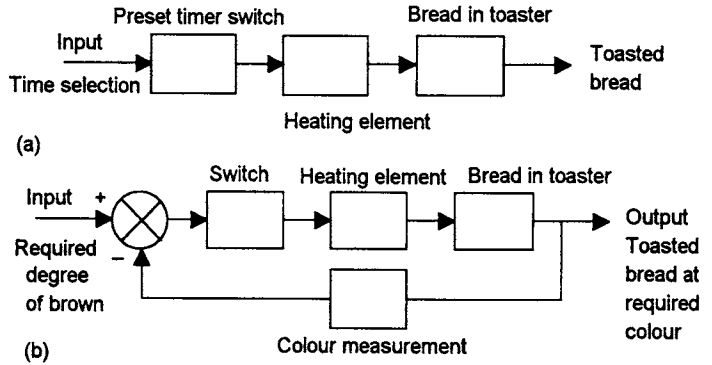 Preset timer switch
Bread in toaster
Input
Time selection
Toasted
bread
Heating element
(a)
Switch
Heating element
Bread in toaster
Input
+
Required
degree
of brown
−
Output
Toasted
bread at
required
colour
Colour measurement
(b)